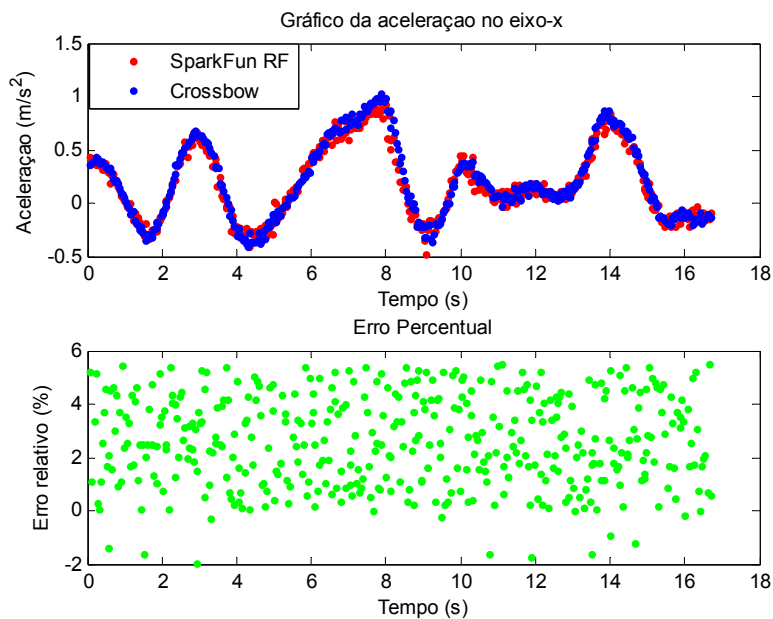 Gráfico da aceleraçao no eixo-x
SparkFun RF
Crossbow
Aceleraçao (m/s²)
1.5
1
0.5
0
-0.5
0 2 4 6 8 10 12 14 16 18
Tempo (s)
Erro Percentual
Erro relativo (%)
6
4
2
0
-2
0 2 4 6 8 10 12 14 16 18
Tempo (s)